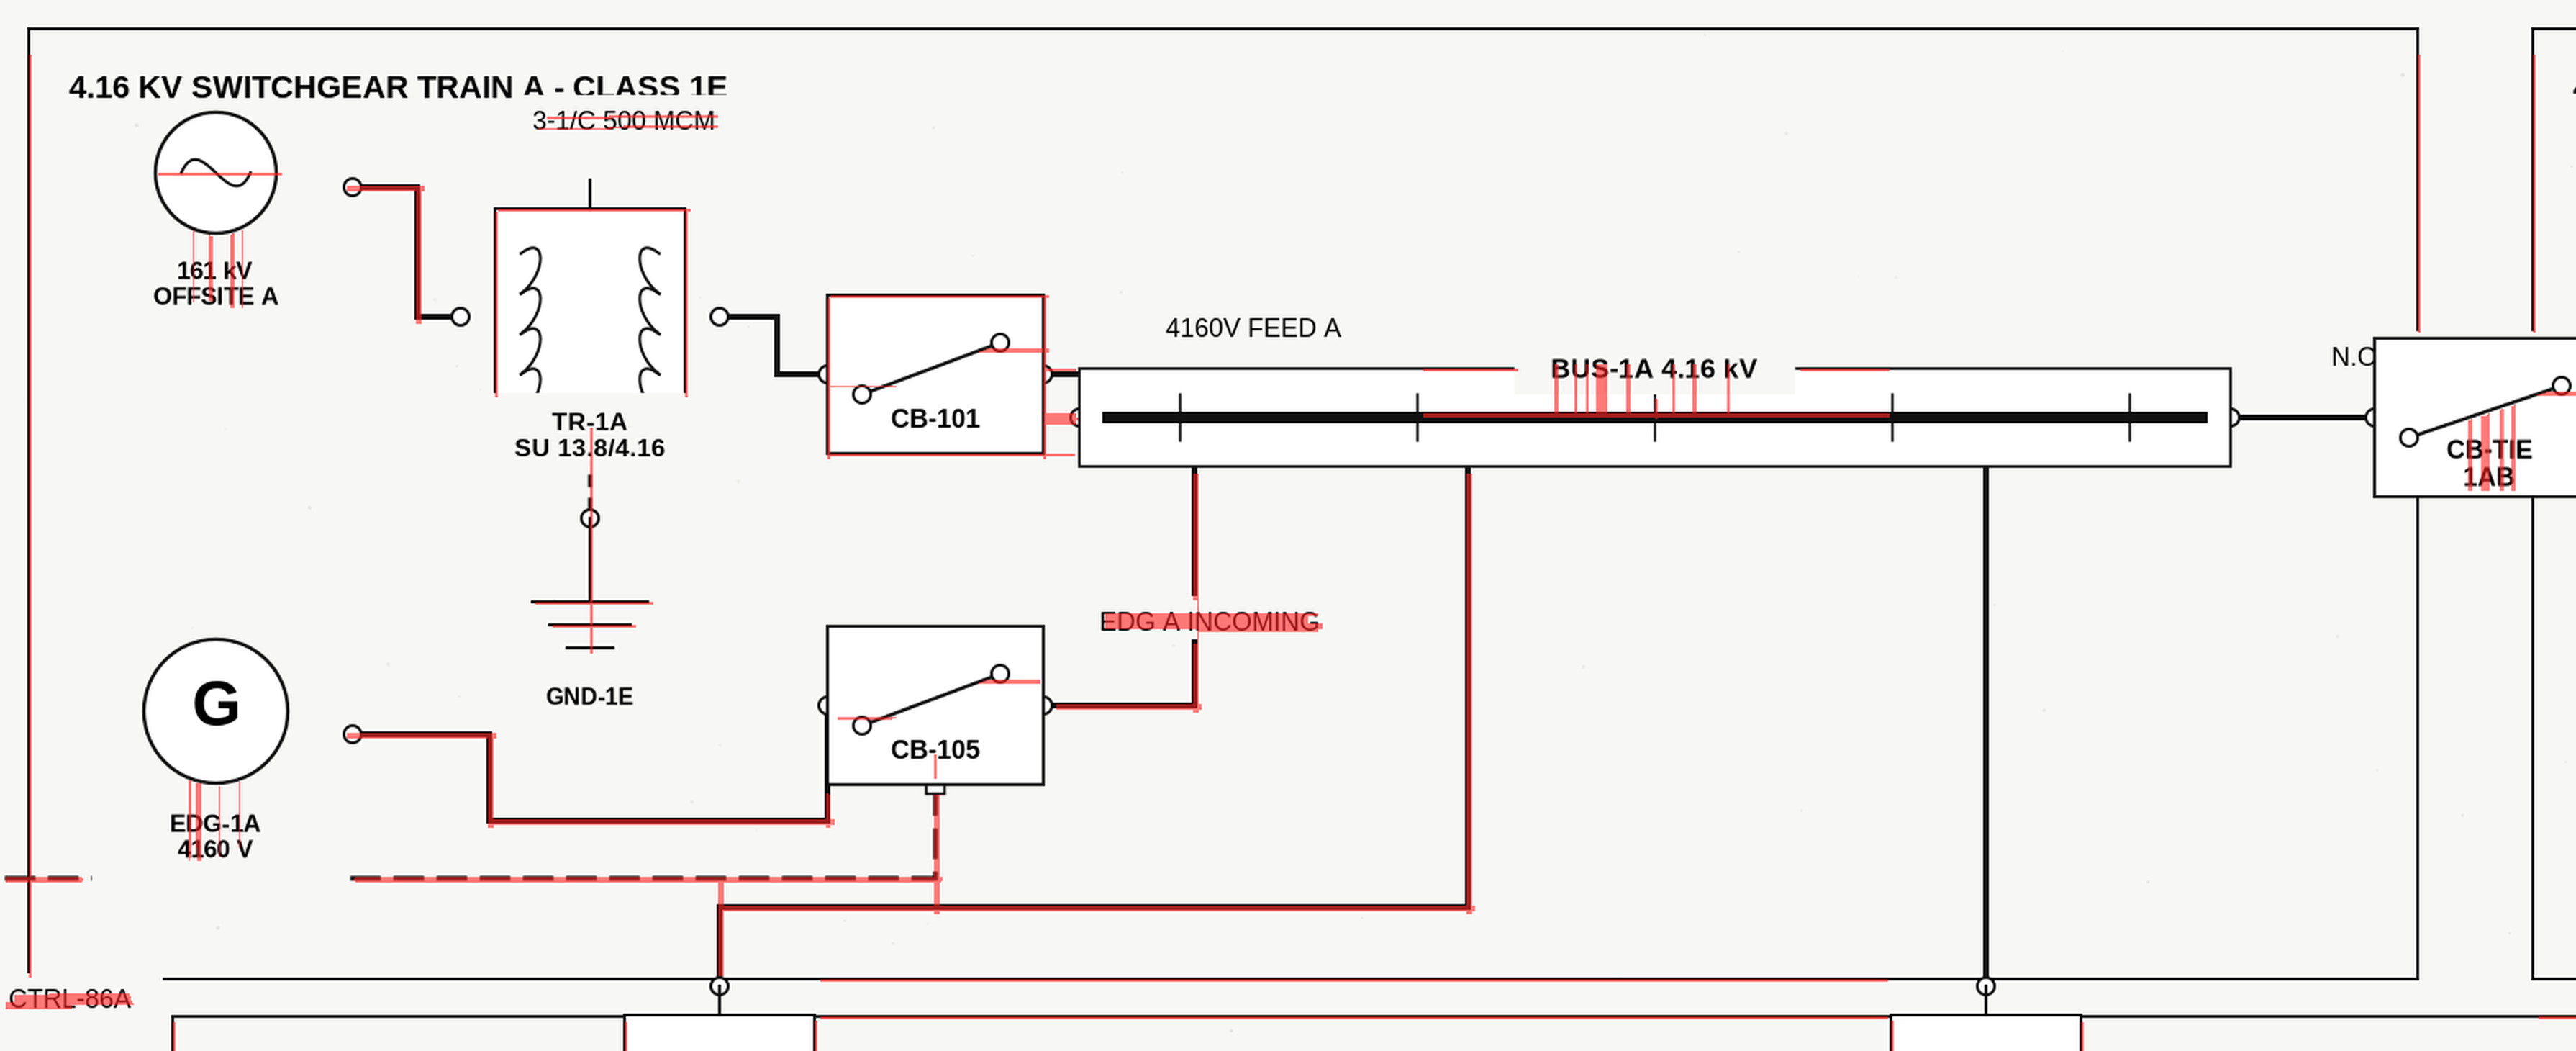 4.16 KV SWITCHGEAR TRAIN A - CLASS 1E
3-1/C 500 MCM
161 kV
OFFSITE A
4160V FEED A
BUS-1A 4.16 kV
CB-101
TR-1A
SU 13.8/4.16
CB-TIE
1AB
EDG A INCOMING
G
GND-1E
CB-105
EDG-1A
4160 V
CTRL-86A